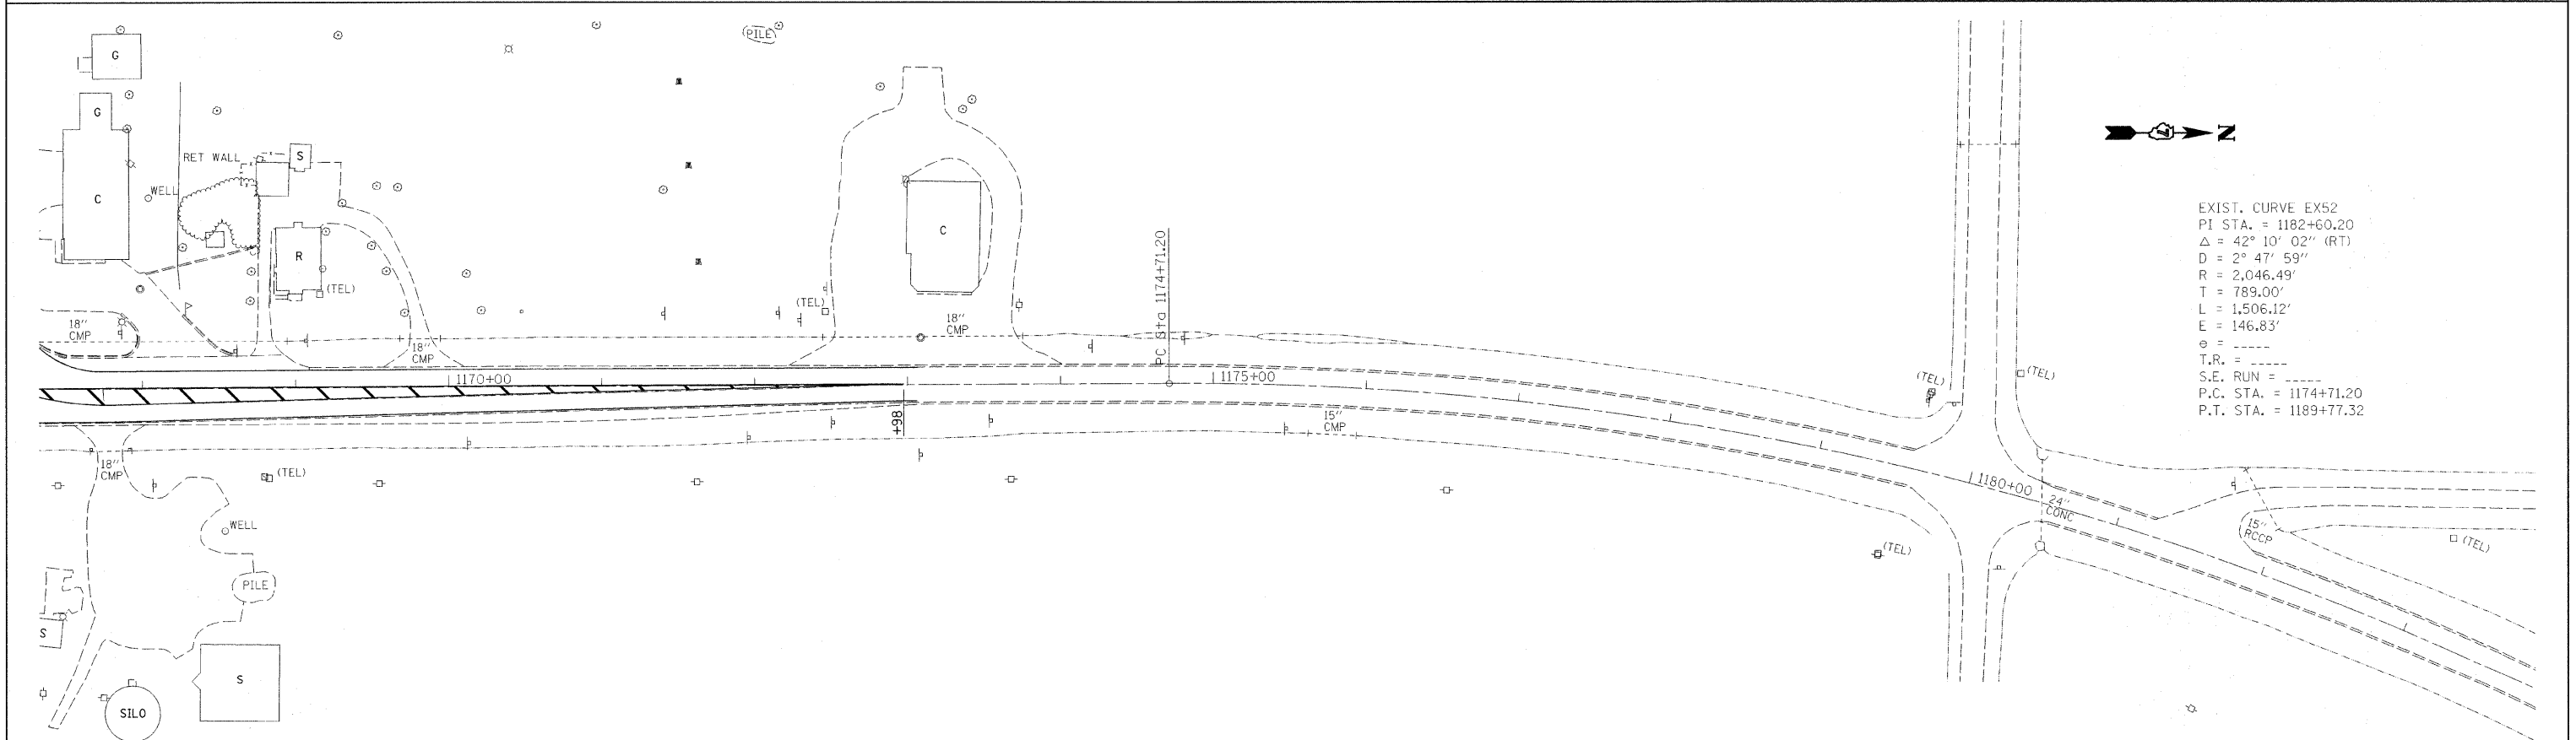 G
G
C
RET WALL
S
WELL
R
(TEL)
18"
CMP
18"
CMP
(PILE)
(TEL)
C
18"
CMP
PC Sta 1174+71.20
1170+00
1175+00
+98
15"
CMP
(TEL)
(TEL)
1180+00
24"
CONC
15"
RCCP
(TEL)
(TEL)
18"
CMP
(TEL)
WELL
PILE
S
S
SILO
N
EXIST. CURVE EX52
PI STA. = 1182+60.20
Δ = 42° 10' 02" (RT)
D = 2° 47' 59"
R = 2,046.49'
T = 789.00'
L = 1,506.12'
E = 146.83'
e = -----
T.R. = -----
S.E. RUN = -----
P.C. STA. = 1174+71.20
P.T. STA. = 1189+77.32